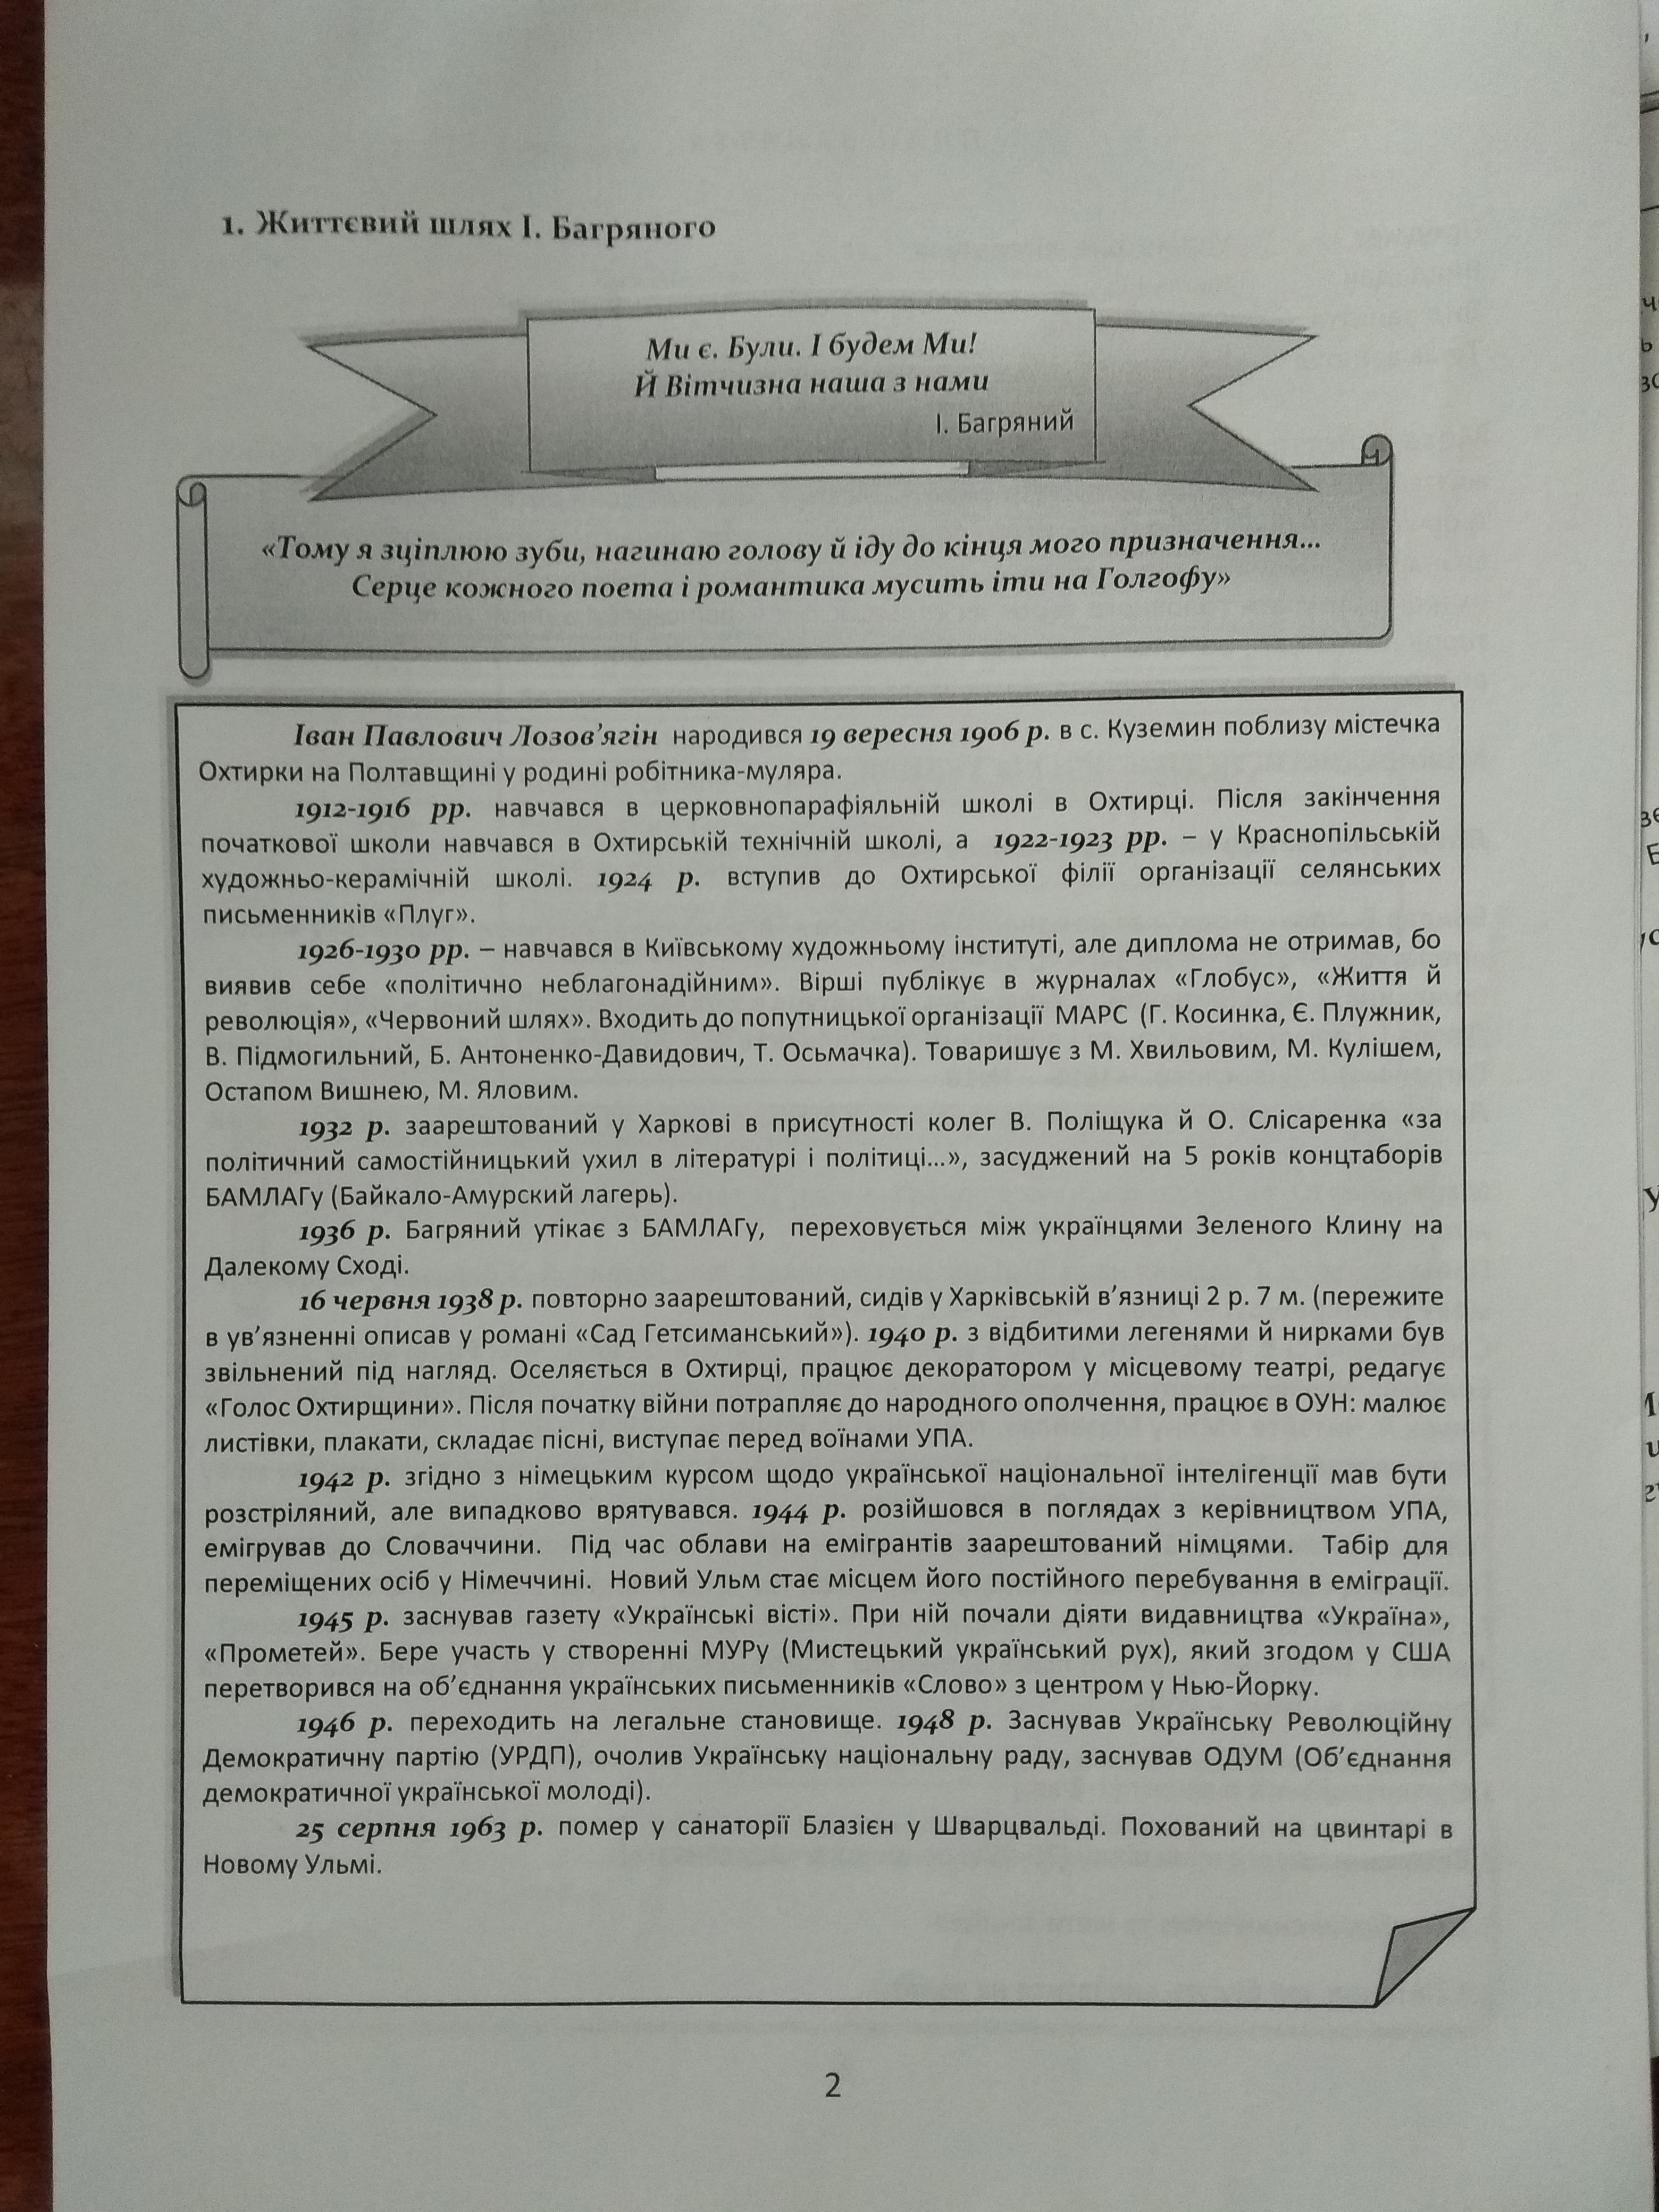 1. Життєвий шлях І. Багряного
Ми є. Були. І будем Ми!
Й Вітчизна наша з нами
І. Багряний
«Тому я зціплюю зуби, нагинаю голову й іду до кінця мого призначення...
Серце кожного поета і романтика мусить іти на Голгофу»
Іван Павлович Лозов’ягін народився 19 вересня 1906 р. в с. Куземин поблизу містечка
Охтирки на Полтавщині у родині робітника-муляра.
1912-1916 рр. навчався в церковнопарафіяльній школі в Охтирці. Після закінчення
початкової школи навчався в Охтирській технічній школі, а 1922-1923 рр. – у Краснопільській
художньо-керамічній школі. 1924 р. вступив до Охтирської філії організації селянських
письменників «Плуг».
1926-1930 рр. – навчався в Київському художньому інституті, але диплома не отримав, бо
виявив себе «політично неблагонадійним». Вірші публікує в журналах «Глобус», «Життя й
революція», «Червоний шлях». Входить до попутницької організації МАРС (Г. Косинка, Є. Плужник,
В. Підмогильний, Б. Антоненко-Давидович, Т. Осьмачка). Товаришує з М. Хвильовим, М. Кулішем,
Остапом Вишнею, М. Яловим.
1932 р. заарештований у Харкові в присутності колег В. Поліщука й О. Слісаренка «за
політичний самостійницький ухил в літературі і політиці...», засуджений на 5 років концтаборів
БАМЛАГу (Байкало-Амурский лагерь).
1936 р. Багряний утікає з БАМЛАГу, переховується між українцями Зеленого Клину на
Далекому Сході.
16 червня 1938 р. повторно заарештований, сидів у Харківській в’язниці 2 р. 7 м. (пережите
в ув’язненні описав у романі «Сад Гетсиманський»). 1940 р. з відбитими легенями й нирками був
звільнений під нагляд. Оселяється в Охтирці, працює декоратором у місцевому театрі, редагує
«Голос Охтирщини». Після початку війни потрапляє до народного ополчення, працює в ОУН: малює
листівки, плакати, складає пісні, виступає перед воїнами УПА.
1942 р. згідно з німецьким курсом щодо української національної інтелігенції мав бути
розстріляний, але випадково врятувався. 1944 р. розійшовся в поглядах з керівництвом УПА,
емігрував до Словаччини. Під час облави на емігрантів заарештований німцями. Табір для
переміщених осіб у Німеччині. Новий Ульм стає місцем його постійного перебування в еміграції.
1945 р. заснував газету «Українські вісті». При ній почали діяти видавництва «Україна»,
«Прометей». Бере участь у створенні МУРу (Мистецький український рух), який згодом у США
перетворився на об’єднання українських письменників «Слово» з центром у Нью-Йорку.
1946 р. переходить на легальне становище. 1948 р. Заснував Українську Революційну
Демократичну партію (УРДП), очолив Українську національну раду, заснував ОДУМ (Об’єднання
демократичної української молоді).
25 серпня 1963 р. помер у санаторії Блазієн у Шварцвальді. Похований на цвинтарі в
Новому Ульмі.
2